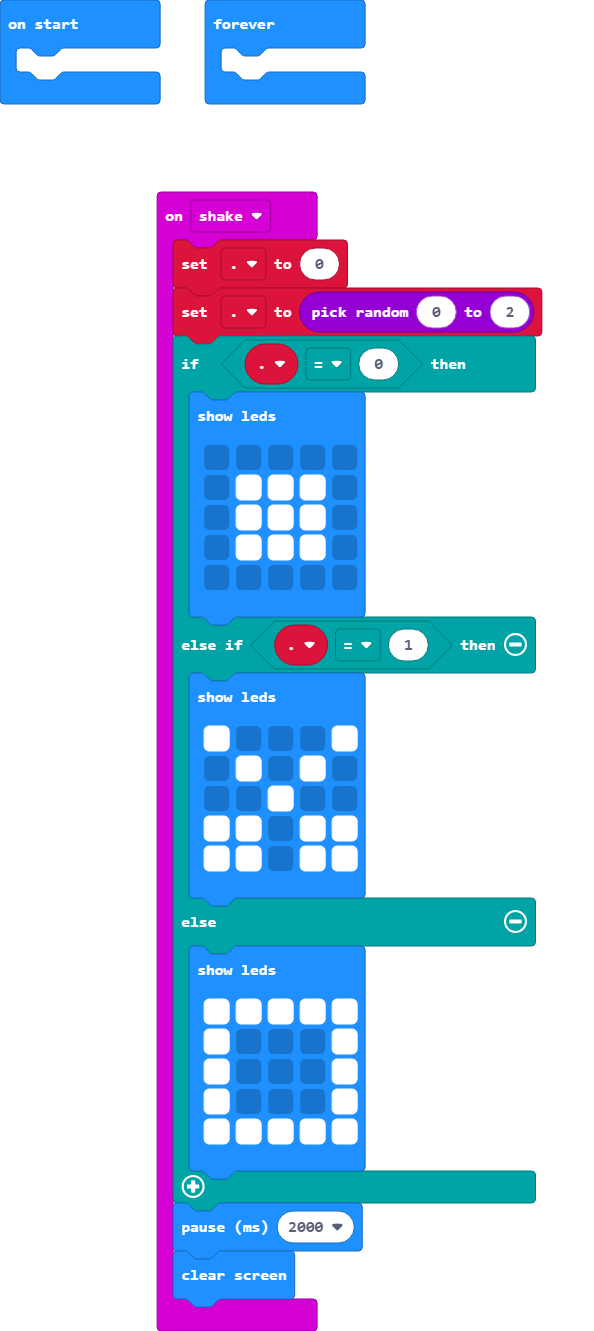 on start forever
on shake
set . to 0
set . to pick random 0 to 2
if . = 0 then
show leds
else if . = 1 then
show leds
else
show leds
pause (ms) 2000
clear screen